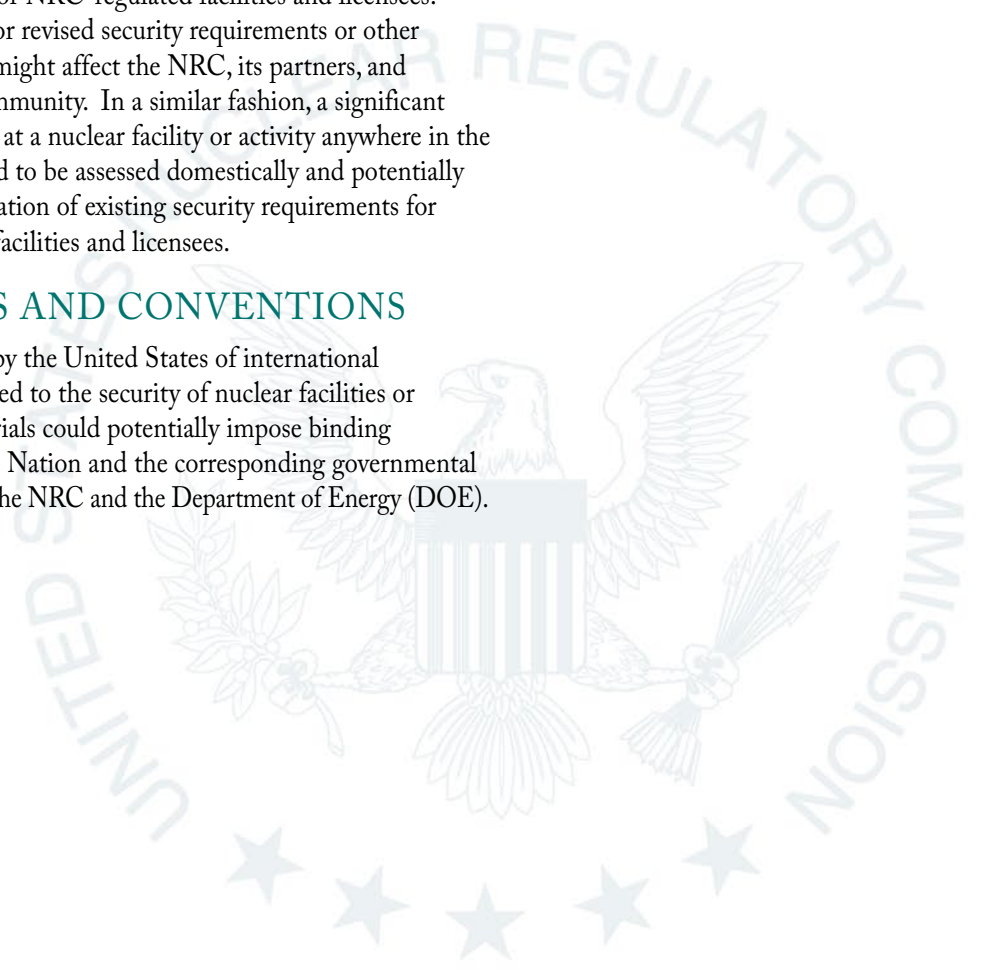 NRC-regulated facilities and licensees.
or revised security requirements or other
might affect the NRC, its partners, and
mmunity. In a similar fashion, a significant
at a nuclear facility or activity anywhere in the
d to be assessed domestically and potentially
ation of existing security requirements for
facilities and licensees.
S AND CONVENTIONS
by the United States of international
ed to the security of nuclear facilities or
rials could potentially impose binding
Nation and the corresponding governmental
he NRC and the Department of Energy (DOE).
UNITED STATES NUCLEAR REGULATORY COMMISSION